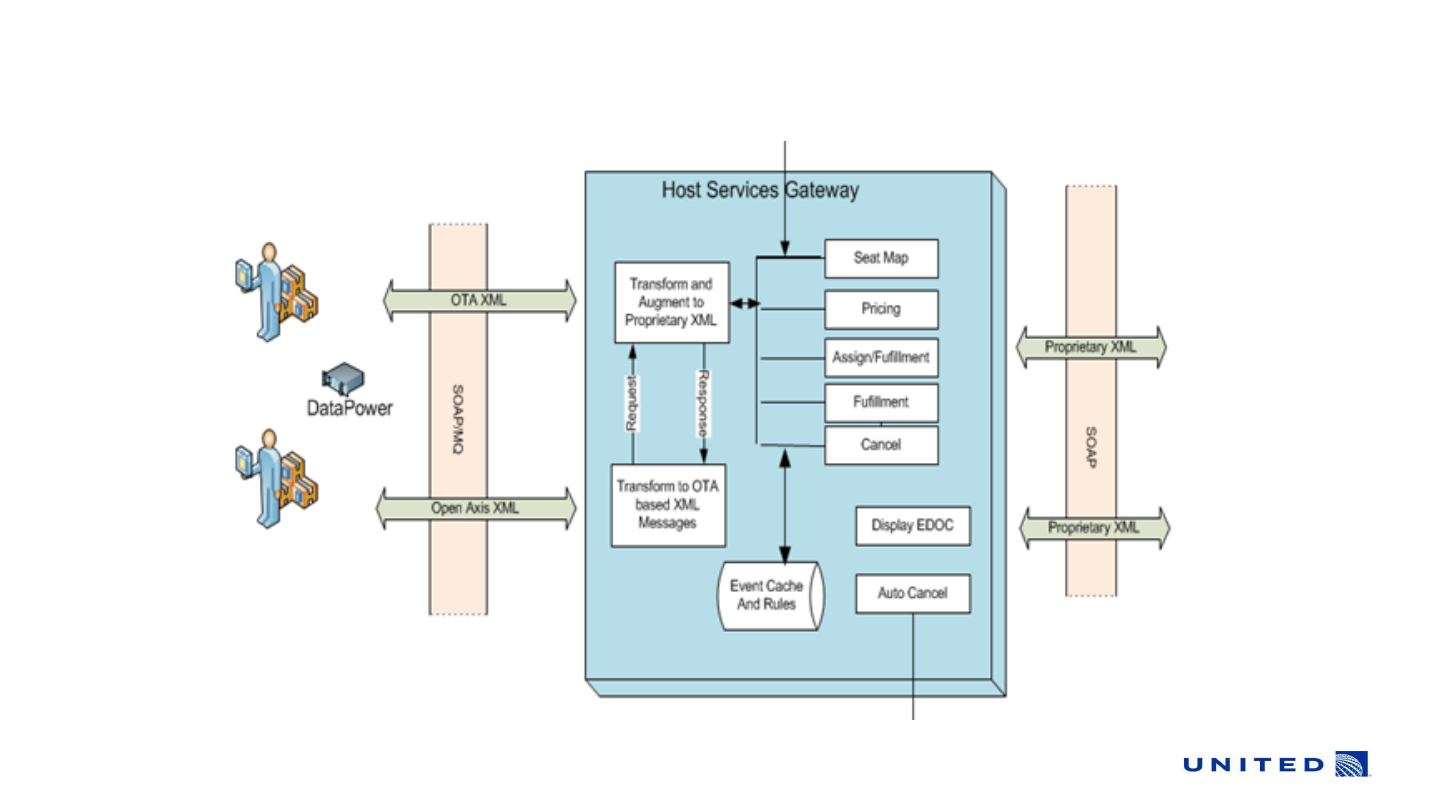 Host Services Gateway
Seat Map
Transform and
Augment to
Proprietary XML
OTA XML
Pricing
Proprietary XML
Assign/Fufillment
DataPower
SOAP/MQ
Request
Response
Fufillment
Cancel
SOAP
Transform to OTA
based XML
Messages
Open Axis XML
Display EDOC
Proprietary XML
Event Cache
And Rules
Auto Cancel
UNITED